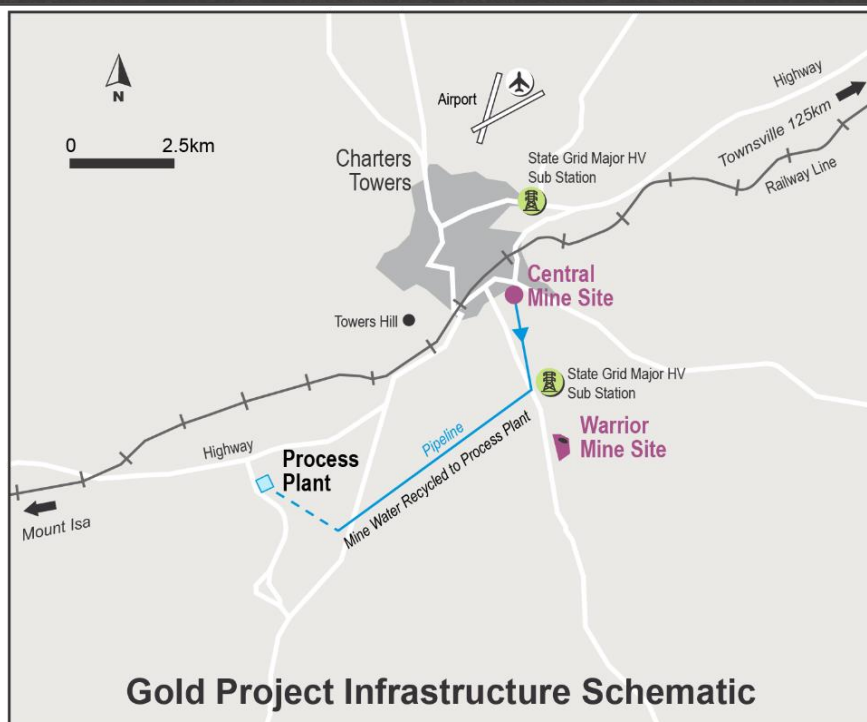 N
0 2.5km
Airport
Highway
Townsville 125km
Railway Line
Charters
Towers
State Grid Major HV
Sub Station
Central
Mine Site
Towers Hill
State Grid Major HV
Sub Station
Warrior
Mine Site
Pipeline
Mine Water Recycled to Process Plant
Highway
Process
Plant
Mount Isa
Gold Project Infrastructure Schematic